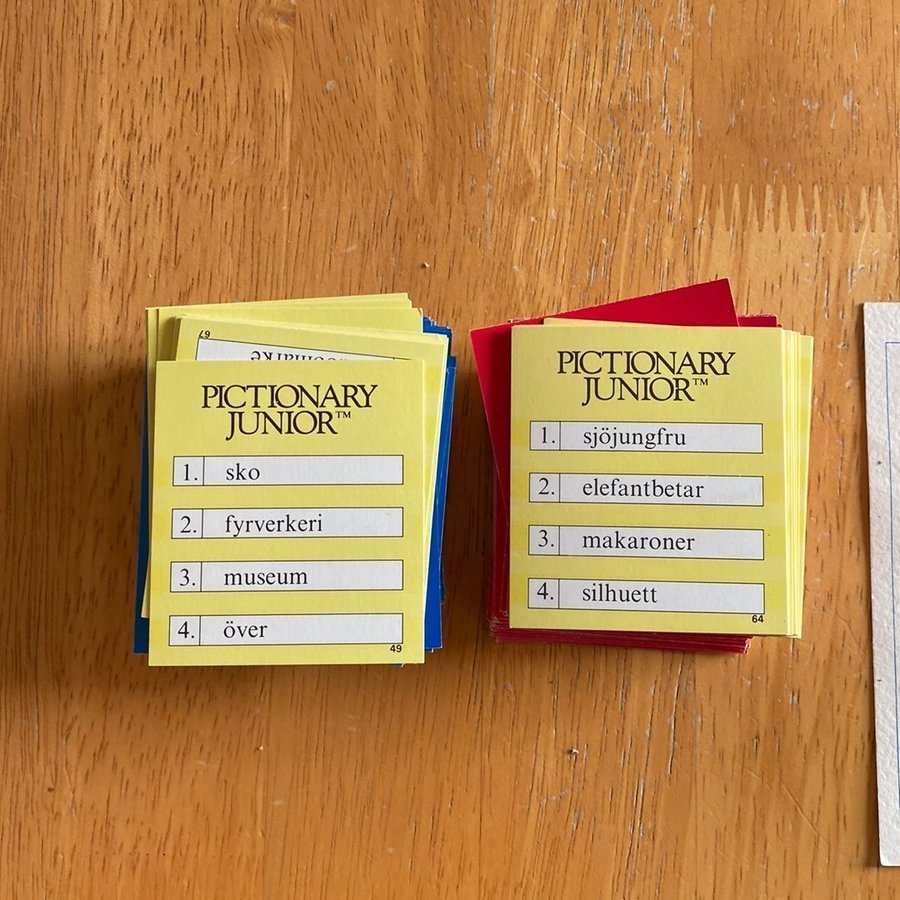 67
PICTIONARY
JUNIOR™
1. sko
2. fyrverkeri
3. museum
4. över
49
PICTIONARY
JUNIOR™
1. sjöjungfru
2. elefantbetar
3. makaroner
4. silhuett
64